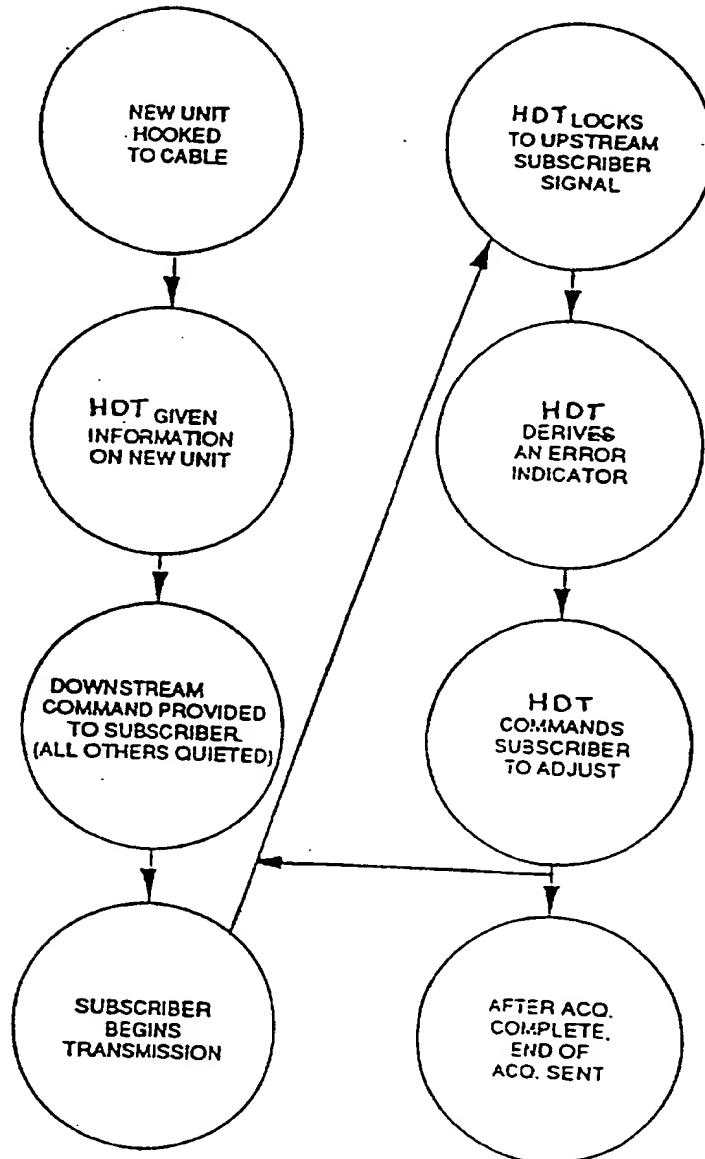 NEW UNIT
HOOKED
TO CABLE
HDT GIVEN
INFORMATION
ON NEW UNIT
DOWNSTREAM
COMMAND PROVIDED
TO SUBSCRIBER
(ALL OTHERS QUIETED)
SUBSCRIBER
BEGINS
TRANSMISSION
HDT LOCKS
TO UPSTREAM
SUBSCRIBER
SIGNAL
HDT
DERIVES
AN ERROR
INDICATOR
HDT
COMMANDS
SUBSCRIBER
TO ADJUST
AFTER ACQ.
COMPLETE,
END OF
ACQ. SENT